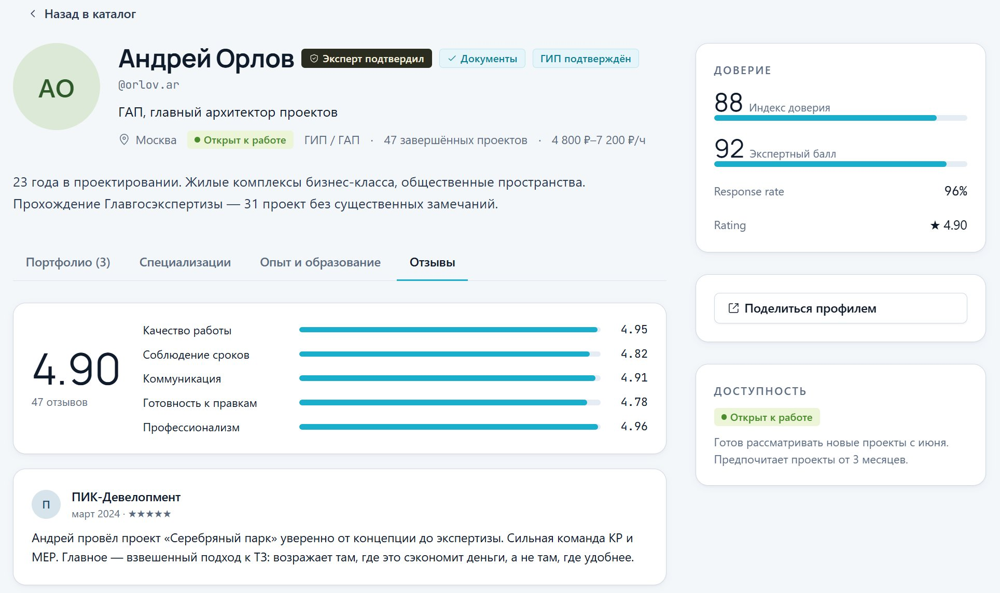 Назад в каталог
АО
Андрей Орлов
Эксперт подтвердил
Документы
ГИП подтверждён
@orlov.ar
ГАП, главный архитектор проектов
Москва
Открыт к работе
ГИП / ГАП · 47 завершённых проектов · 4 800 ₽–7 200 ₽/ч
23 года в проектировании. Жилые комплексы бизнес-класса, общественные пространства.
Прохождение Главгосэкспертизы — 31 проект без существенных замечаний.
Портфолио (3)
Специализации
Опыт и образование
Отзывы
4.90
47 отзывов
Качество работы 4.95
Соблюдение сроков 4.82
Коммуникация 4.91
Готовность к правкам 4.78
Профессионализм 4.96
П
ПИК-Девелопмент
март 2024 · ★★★★★
Андрей провёл проект «Серебряный парк» уверенно от концепции до экспертизы. Сильная команда КР и
МЕР. Главное — взвешенный подход к ТЗ: возражает там, где это сэкономит деньги, а не там, где удобнее.
ДОВЕРИЕ
88 Индекс доверия
92 Экспертный балл
Response rate 96%
Rating ★ 4.90
Поделиться профилем
ДОСТУПНОСТЬ
Открыт к работе
Готов рассматривать новые проекты с июня.
Предпочитает проекты от 3 месяцев.